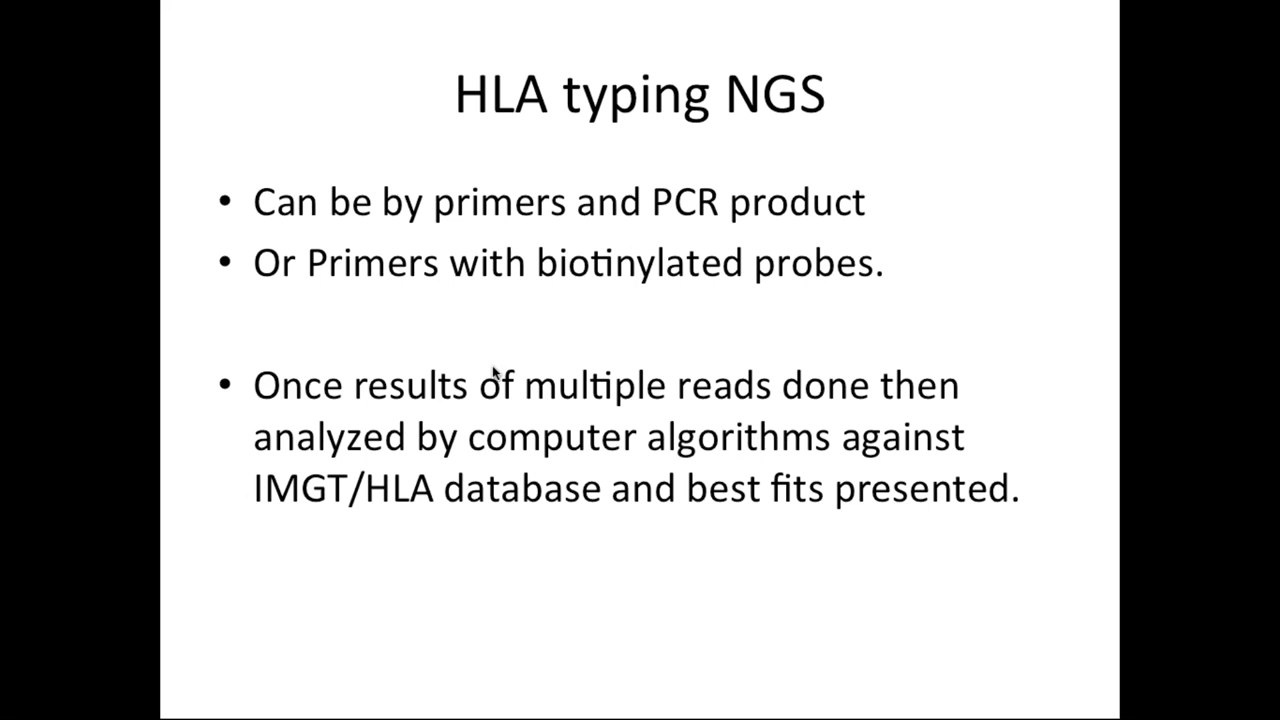 HLA typing NGS
• Can be by primers and PCR product
• Or Primers with biotinylated probes.
• Once results of multiple reads done then
analyzed by computer algorithms against
IMGT/HLA database and best fits presented.